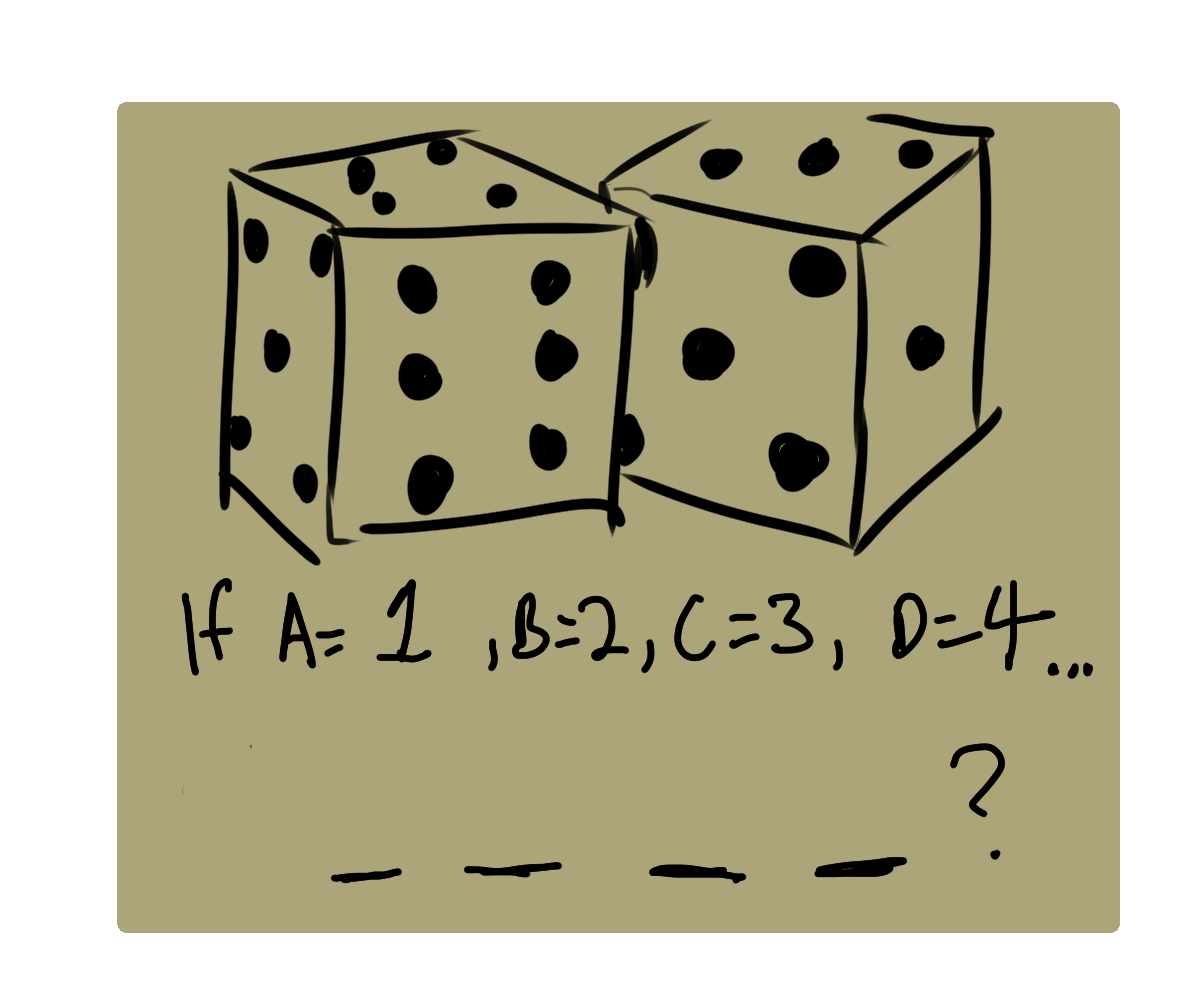 If A= 1 , B=2, C=3, D=4...
_ _ _ _ ?